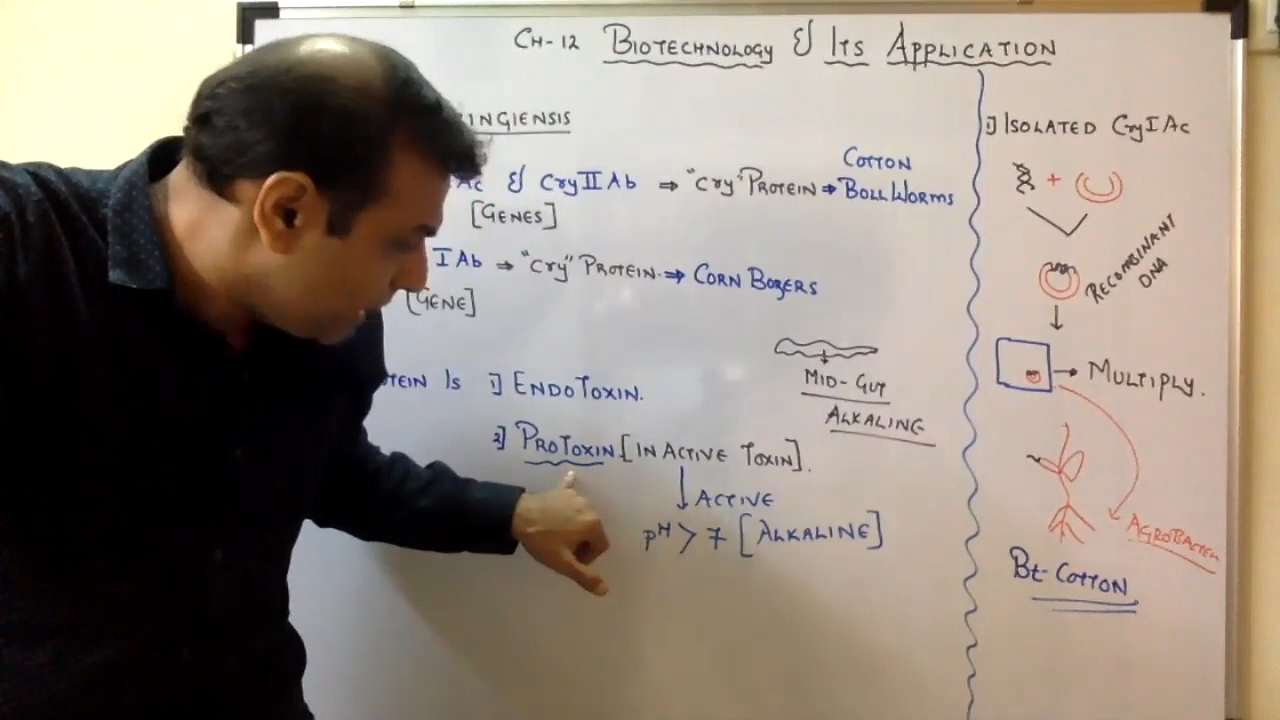 CH-12 BIOTECHNOLOGY & ITS APPLICATION
INGIENSIS
Ac & CryIIAb ⇒ "Cry" PROTEIN ⇒ COTTON BOLLWORMS
[GENES]
IAb ⇒ "Cry" PROTEIN ⇒ CORN BORERS
[GENE]
MID-GUT
ALKALINE
TEIN IS 1] ENDOTOXIN.
2] PROTOXIN [INACTIVE TOXIN].
ACTIVE
pH > 7 [ALKALINE]
1] ISOLATED CryIAc
+
RECOMBINANT
DNA
MULTIPLY.
AGROBACTE
Bt-COTTON